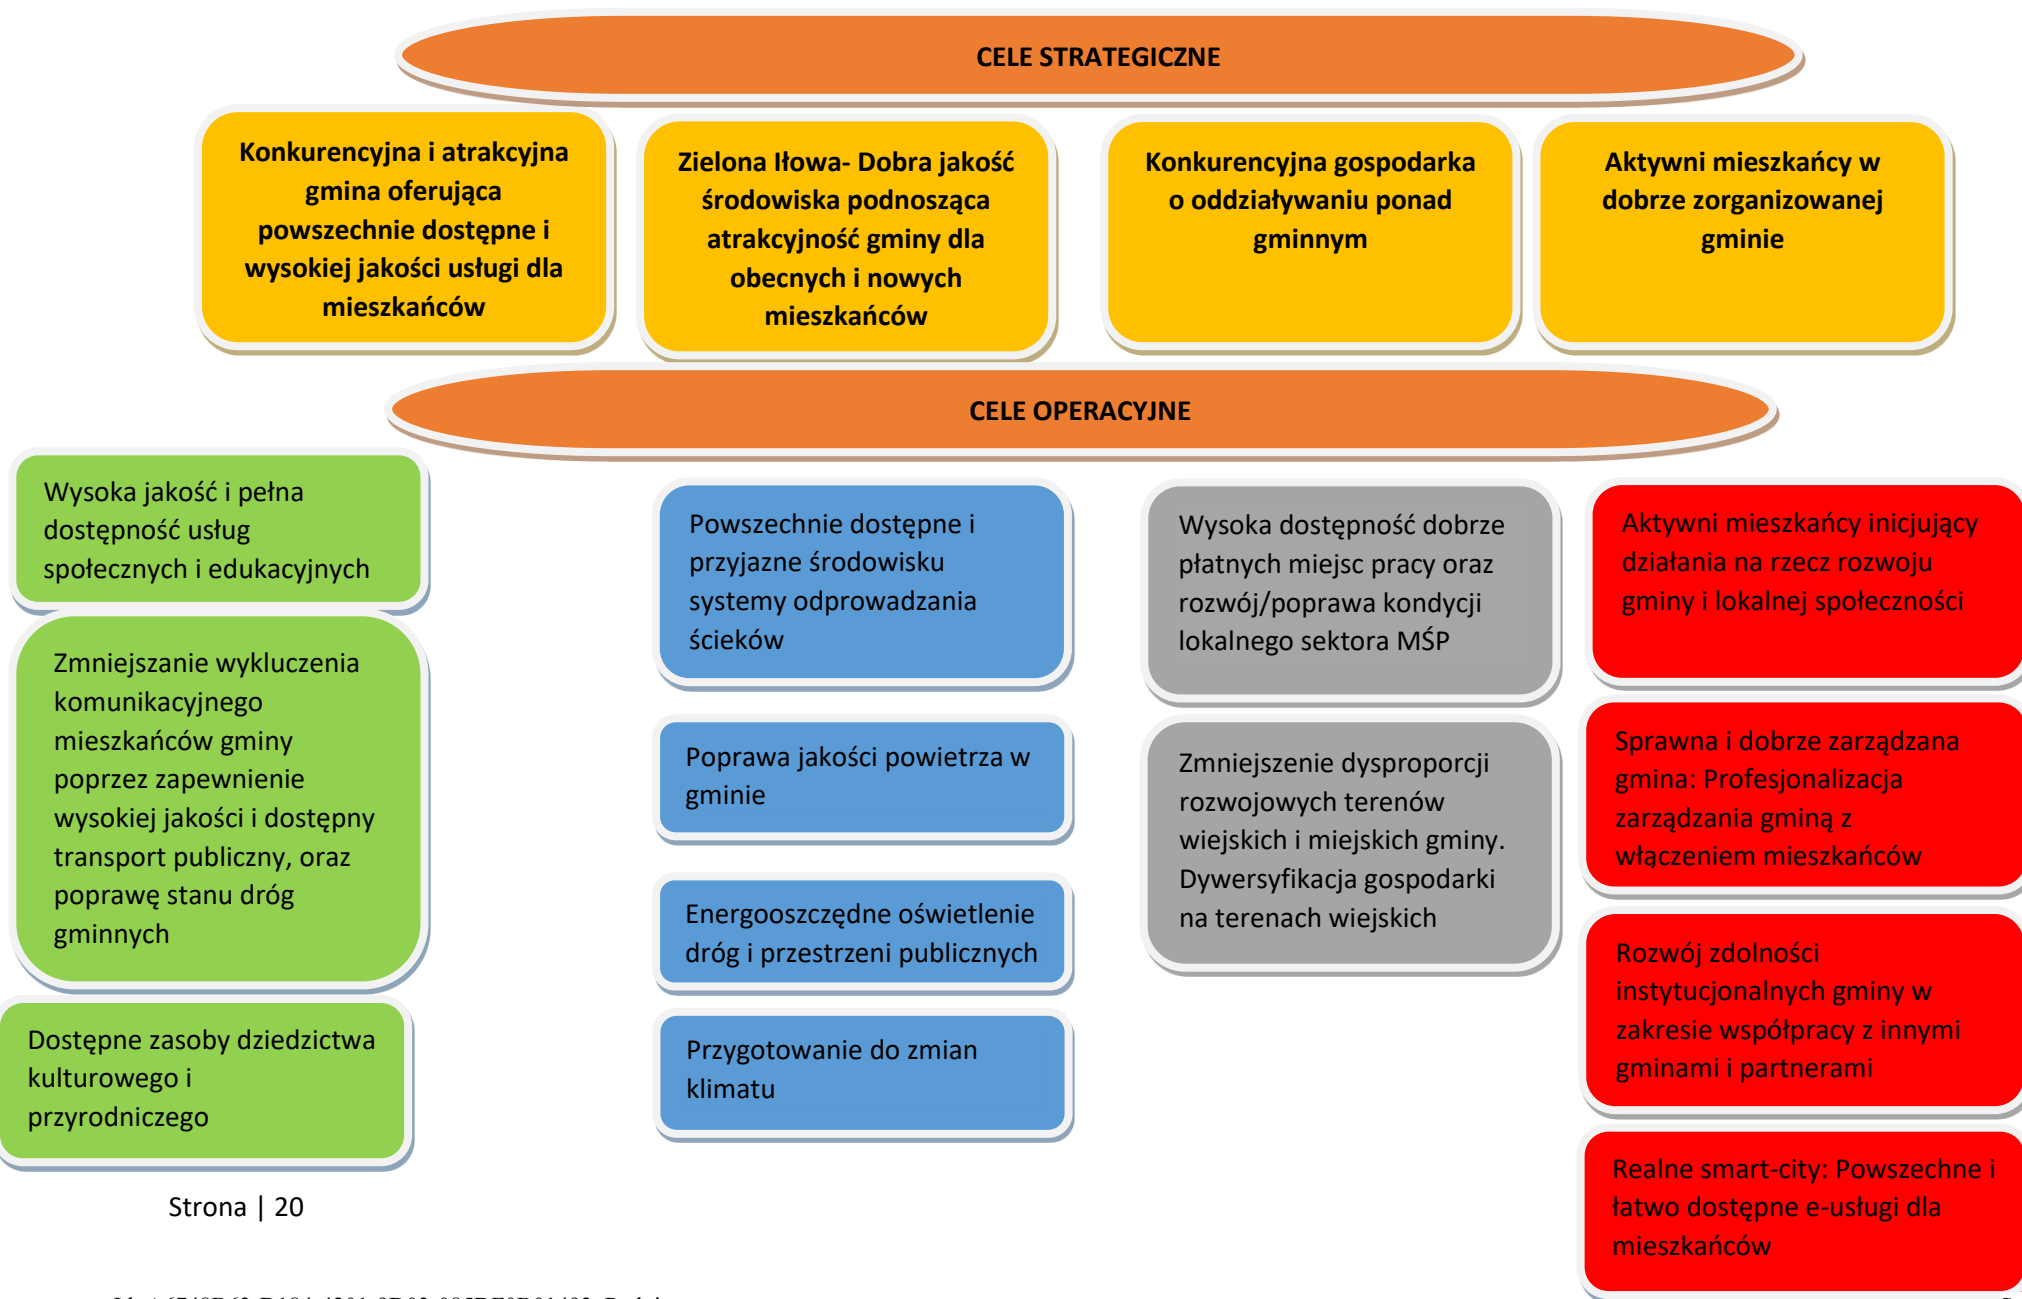 CELE STRATEGICZNE
Konkurencyjna i atrakcyjna
gmina oferująca
powszechnie dostępne i
wysokiej jakości usługi dla
mieszkańców
Zielona Iłowa- Dobra jakość
środowiska podnosząca
atrakcyjność gminy dla
obecnych i nowych
mieszkańców
Konkurencyjna gospodarka
o oddziaływaniu ponad
gminnym
Aktywni mieszkańcy w
dobrze zorganizowanej
gminie
CELE OPERACYJNE
Wysoka jakość i pełna
dostępność usług
społecznych i edukacyjnych
Zmniejszanie wykluczenia
komunikacyjnego
mieszkańców gminy
poprzez zapewnienie
wysokiej jakości i dostępny
transport publiczny, oraz
poprawę stanu dróg
gminnych
Dostępne zasoby dziedzictwa
kulturowego i
przyrodniczego
Powszechnie dostępne i
przyjazne środowisku
systemy odprowadzania
ścieków
Poprawa jakości powietrza w
gminie
Energooszczędne oświetlenie
dróg i przestrzeni publicznych
Przygotowanie do zmian
klimatu
Wysoka dostępność dobrze
płatnych miejsc pracy oraz
rozwój/poprawa kondycji
lokalnego sektora MŚP
Zmniejszenie dysproporcji
rozwojowych terenów
wiejskich i miejskich gminy.
Dywersyfikacja gospodarki
na terenach wiejskich
Aktywni mieszkańcy inicjujący
działania na rzecz rozwoju
gminy i lokalnej społeczności
Sprawna i dobrze zarządzana
gmina: Profesjonalizacja
zarządzania gminą z
włączeniem mieszkańców
Rozwój zdolności
instytucjonalnych gminy w
zakresie współpracy z innymi
gminami i partnerami
Realne smart-city: Powszechne i
łatwo dostępne e-usługi dla
mieszkańców
Strona | 20